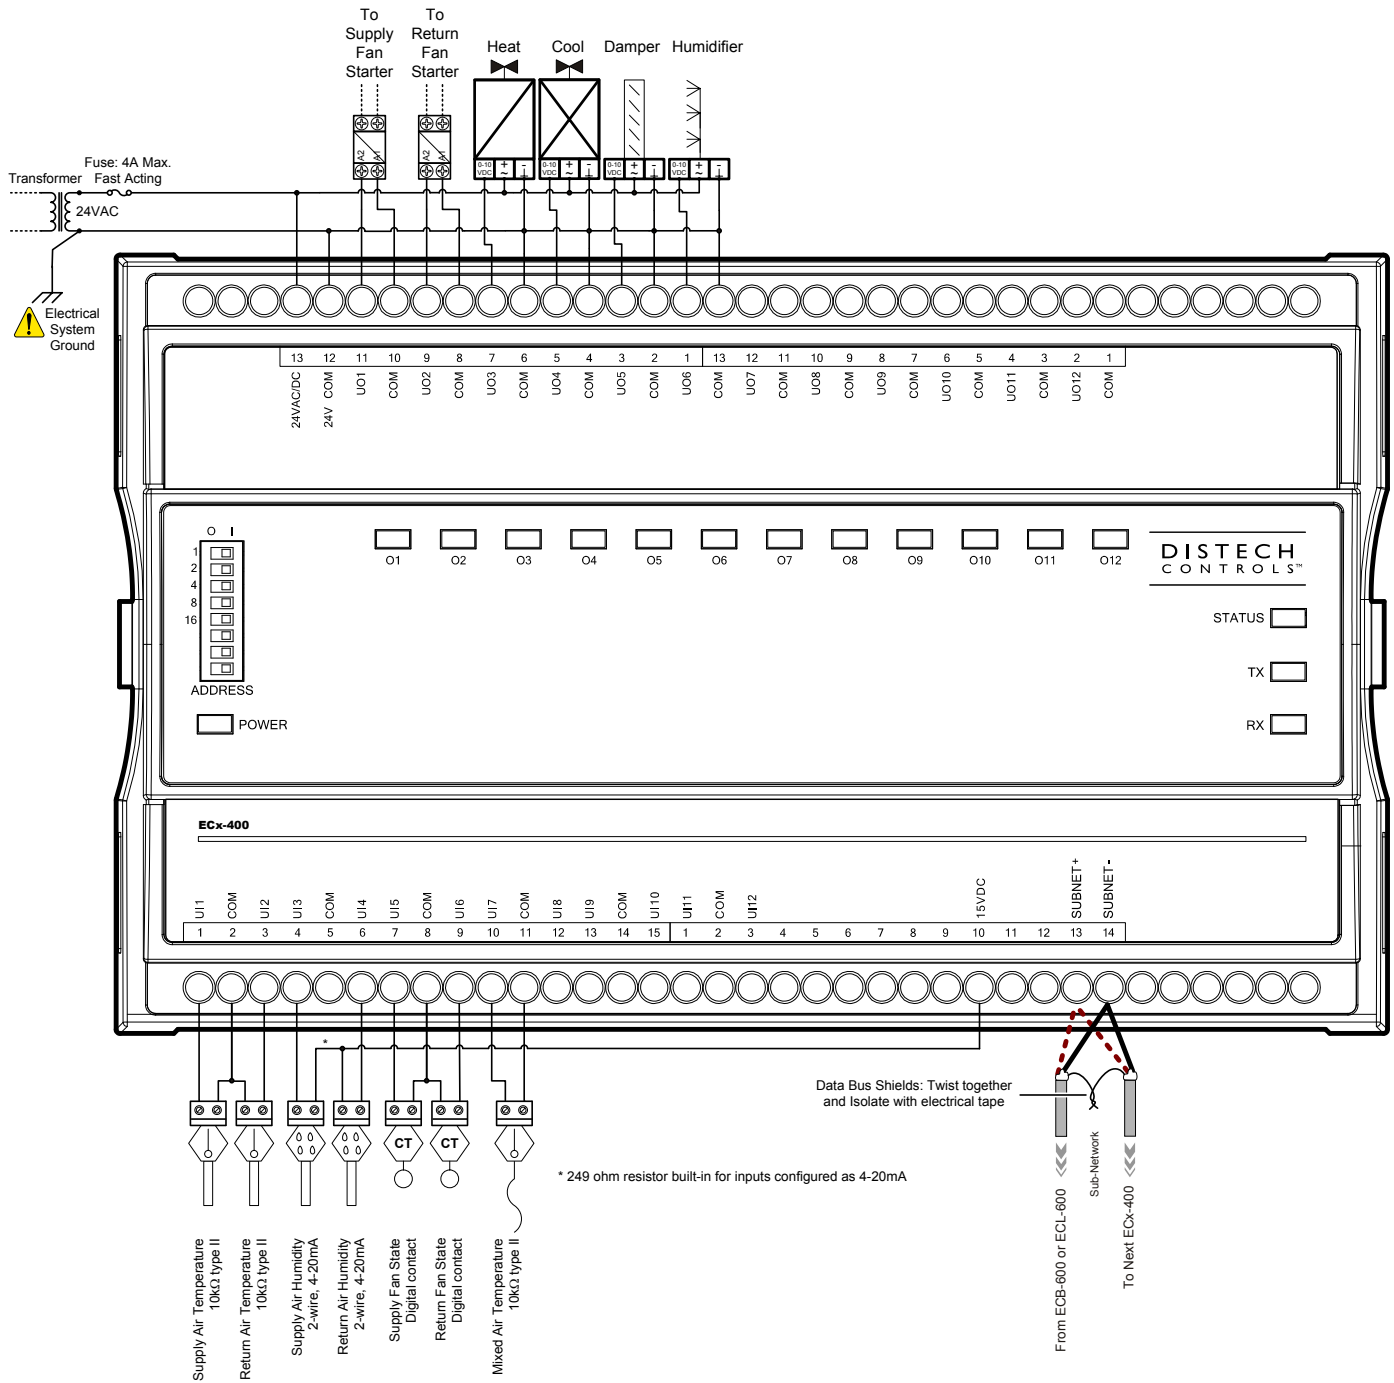 To
Supply
Fan
Starter
To
Return
Fan
Starter
Heat
Cool
Damper
Humidifier
A2 A1
A2 A1
0-10 VDC + ~ -
0-10 VDC + ~ -
0-10 VDC + ~ -
0-10 VDC + ~ -
Fuse: 4A Max.
Fast Acting
Transformer
24VAC
Electrical
System
Ground
13 12 11 10 9 8 7 6 5 4 3 2 1 13 12 11 10 9 8 7 6 5 4 3 2 1
24VAC/DC
24V COM
UO1
COM
UO2
COM
UO3
COM
UO4
COM
UO5
COM
UO6
COM
UO7
COM
UO8
COM
UO9
COM
UO10
COM
UO11
COM
UO12
COM
O I
1
2
4
8
16
ADDRESS
POWER
O1 O2 O3 O4 O5 O6 O7 O8 O9 O10 O11 O12
DISTECH
CONTROLS™
STATUS
TX
RX
ECx-400
UI1
COM
UI2
UI3
COM
UI4
UI5
COM
UI6
UI7
COM
UI8
UI9
COM
UI10
UI11
COM
UI12
15VDC
SUBNET+
SUBNET-
1 2 3 4 5 6 7 8 9 10 11 12 13 14 15 1 2 3 4 5 6 7 8 9 10 11 12 13 14
*
CT
CT
Data Bus Shields: Twist together
and Isolate with electrical tape
* 249 ohm resistor built-in for inputs configured as 4-20mA
Supply Air Temperature
10kΩ type II
Return Air Temperature
10kΩ type II
Supply Air Humidity
2-wire, 4-20mA
Return Air Humidity
2-wire, 4-20mA
Supply Fan State
Digital contact
Return Fan State
Digital contact
Mixed Air Temperature
10kΩ type II
From ECB-600 or ECL-600
Sub-Network
To Next ECx-400